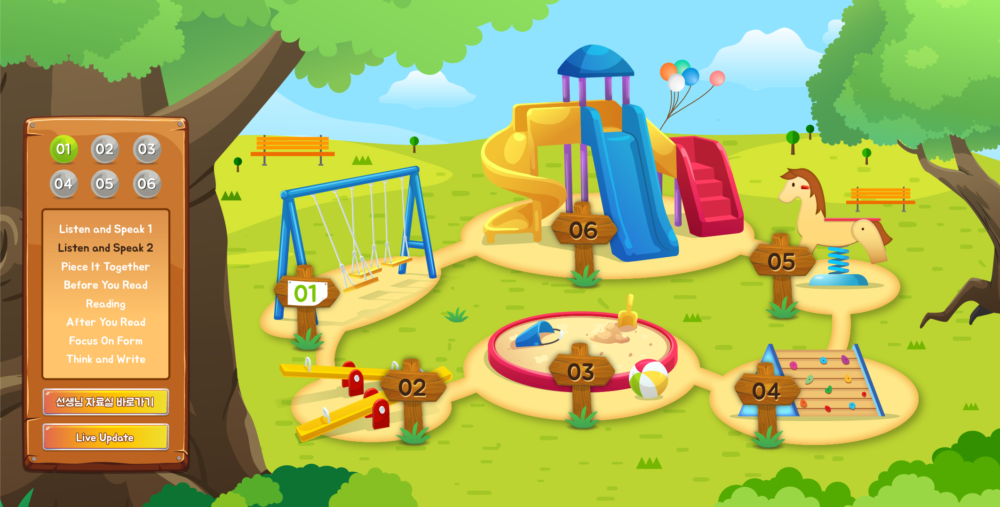 01 02 03
04 05 06
Listen and Speak 1
Listen and Speak 2
Piece It Together
Before You Read
Reading
After You Read
Focus On Form
Think and Write
선생님 자료실 바로가기
Live Update
06
05
01
03
02
04